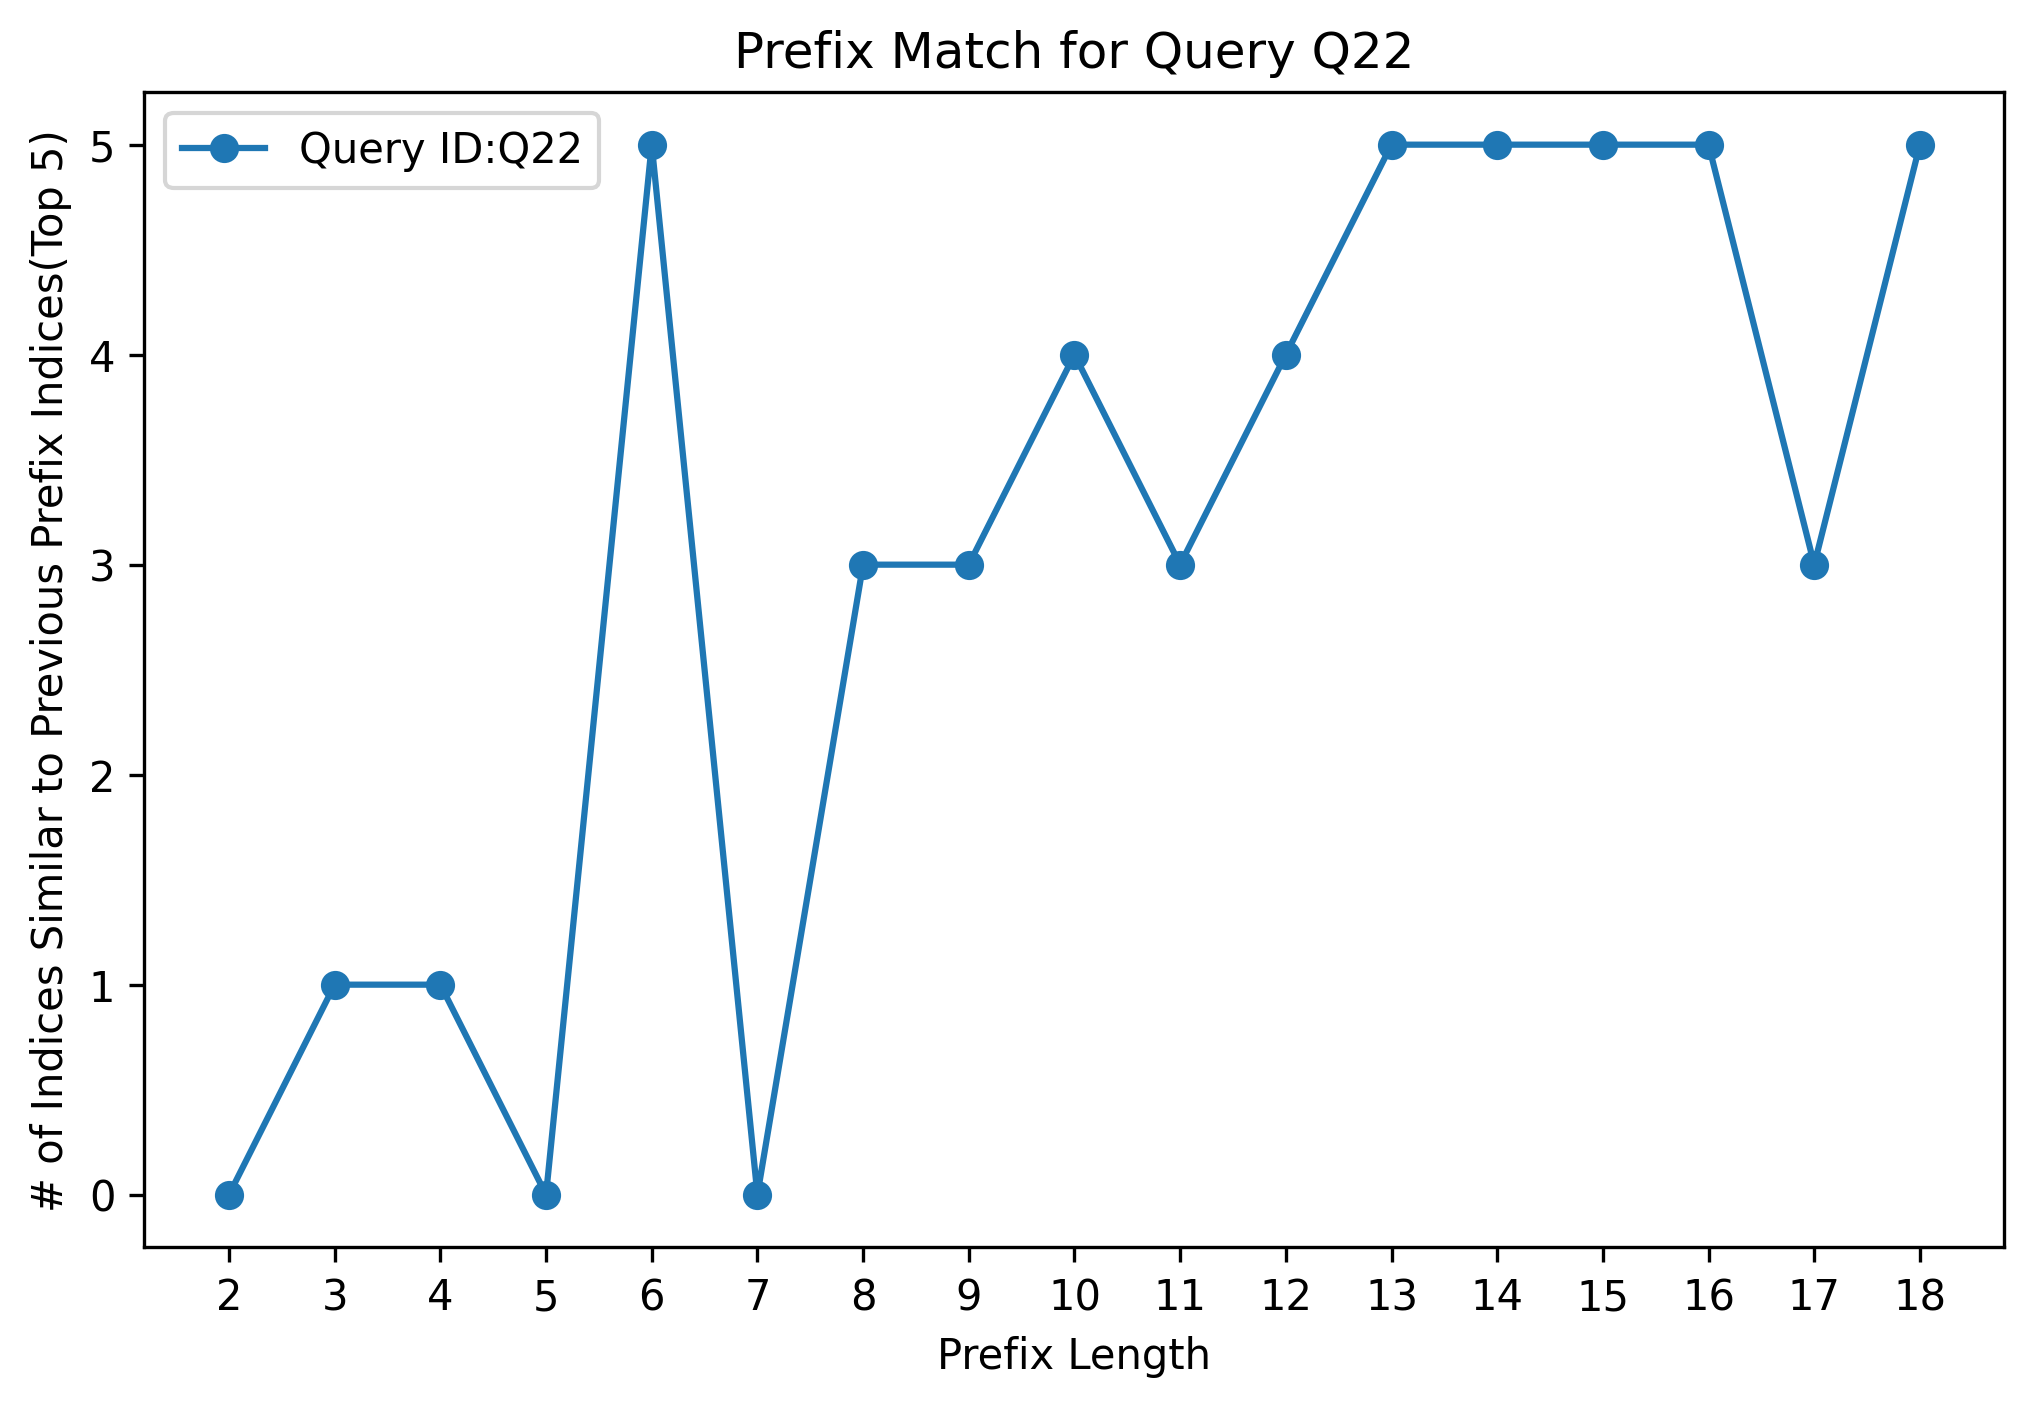 Prefix Match for Query Q22
Query ID:Q22
# of Indices Similar to Previous Prefix Indices(Top 5)
5
4
3
2
1
0
2 3 4 5 6 7 8 9 10 11 12 13 14 15 16 17 18
Prefix Length